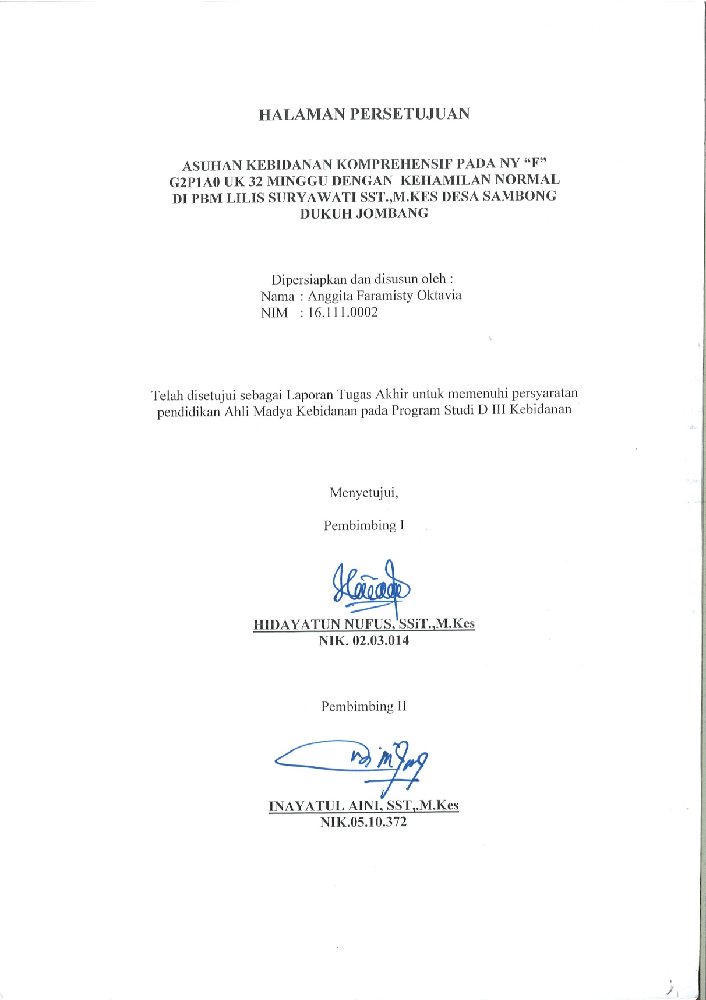 HALAMAN PERSETUJUAN
ASUHAN KEBIDANAN KOMPREHENSIF PADA NY “F”
G2P1A0 UK 32 MINGGU DENGAN KEHAMILAN NORMAL
DI PBM LILIS SURYAWATI SST.,M.KES DESA SAMBONG
DUKUH JOMBANG
Dipersiapkan dan disusun oleh :
Nama : Anggita Faramisty Oktavia
NIM : 16.111.0002
Telah disetujui sebagai Laporan Tugas Akhir untuk memenuhi persyaratan
pendidikan Ahli Madya Kebidanan pada Program Studi D III Kebidanan
Menyetujui,
Pembimbing I
HIDAYATUN NUFUS, SSiT.,M.Kes
NIK. 02.03.014
Pembimbing II
INAYATUL AINI, SST,.M.Kes
NIK.05.10.372